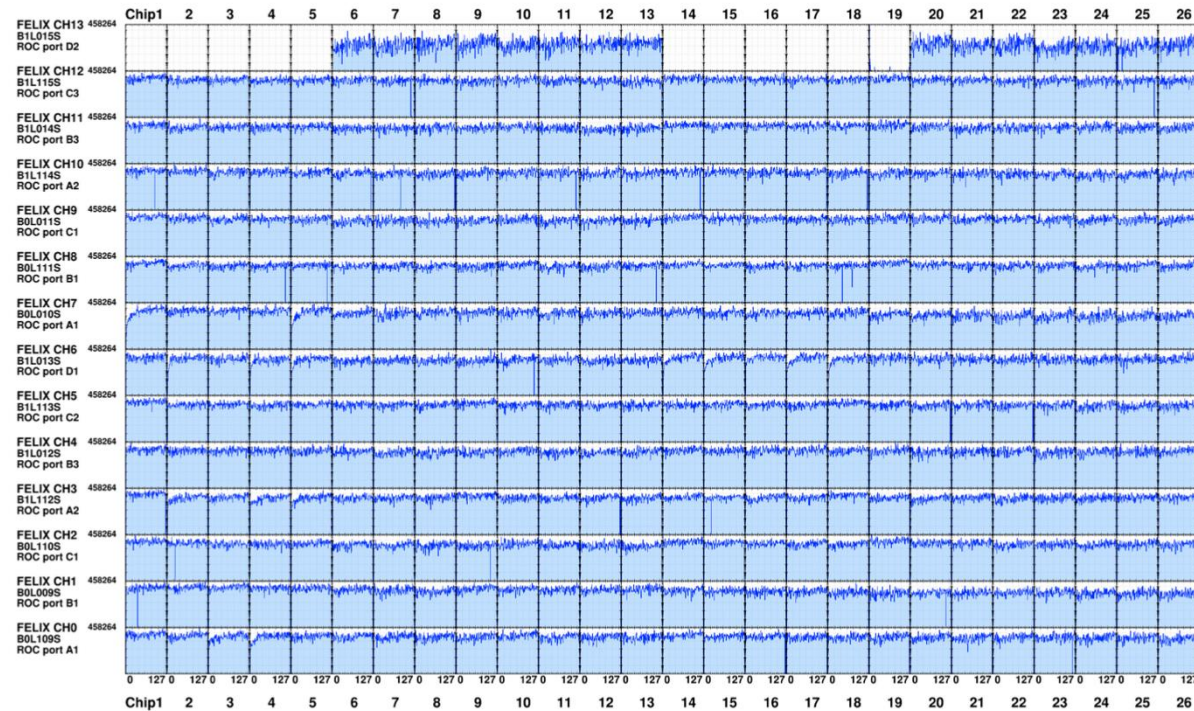 Chip1 2 3 4 5 6 7 8 9 10 11 12 13 14 15 16 17 18 19 20 21 22 23 24 25 26
FELIX CH13 458264
B1L015S
ROC port D2
FELIX CH12 458264
B1L115S
ROC port C3
FELIX CH11 458264
B1L014S
ROC port B3
FELIX CH10 458264
B1L114S
ROC port A2
FELIX CH9 458264
B0L011S
ROC port C1
FELIX CH8 458264
B0L111S
ROC port B1
FELIX CH7 458264
B0L010S
ROC port A1
FELIX CH6 458264
B1L013S
ROC port D1
FELIX CH5 458264
B1L113S
ROC port C2
FELIX CH4 458264
B1L012S
ROC port B3
FELIX CH3 458264
B1L112S
ROC port A2
FELIX CH2 458264
B0L110S
ROC port C1
FELIX CH1 458264
B0L009S
ROC port B1
FELIX CH0 458264
B0L109S
ROC port A1
0 127 0 127 0 127 0 127 0 127 0 127 0 127 0 127 0 127 0 127 0 127 0 127 0 127 0 127 0 127 0 127 0 127 0 127 0 127 0 127 0 127 0 127 0 127 0 127 0 127 0
Chip1 2 3 4 5 6 7 8 9 10 11 12 13 14 15 16 17 18 19 20 21 22 23 24 25 26